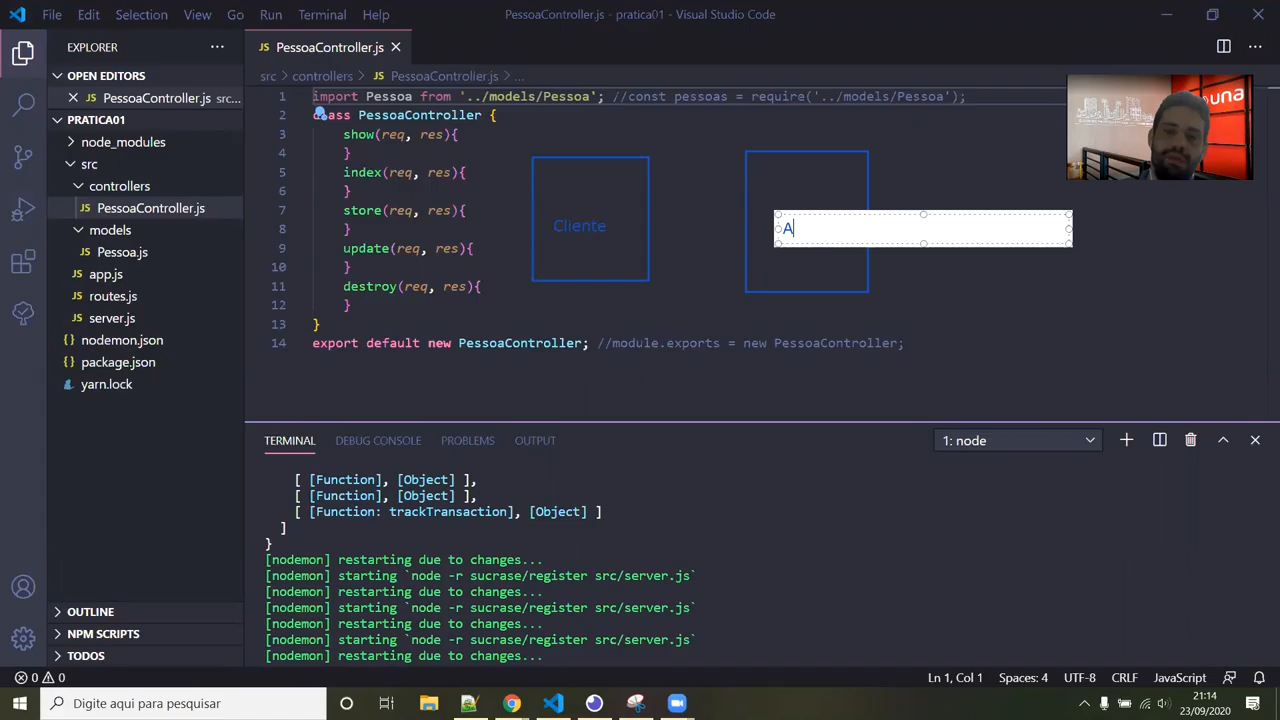 File Edit Selection View Go Run Terminal Help
PessoaController.js - pratica01 - Visual Studio Code
EXPLORER
OPEN EDITORS
PessoaController.js src...
PRATICA01
node_modules
src
controllers
PessoaController.js
models
Pessoa.js
app.js
routes.js
server.js
nodemon.json
package.json
yarn.lock
OUTLINE
NPM SCRIPTS
TODOS
PessoaController.js
src > controllers > PessoaController.js > ...
1 import Pessoa from '../models/Pessoa'; //const pessoas = require('../models/Pessoa');
2 class PessoaController {
3 show(req, res){
4 }
5 index(req, res){
6 }
7 store(req, res){
8 }
9 update(req, res){
10 }
11 destroy(req, res){
12 }
13 }
14 export default new PessoaController; //module.exports = new PessoaController;
Cliente
A
una
TERMINAL DEBUG CONSOLE PROBLEMS OUTPUT
1: node
[ [Function], [Object] ],
[ [Function], [Object] ],
[ [Function: trackTransaction], [Object] ]
]
}
[nodemon] restarting due to changes...
[nodemon] starting `node -r sucrase/register src/server.js`
[nodemon] restarting due to changes...
[nodemon] starting `node -r sucrase/register src/server.js`
[nodemon] restarting due to changes...
[nodemon] starting `node -r sucrase/register src/server.js`
[nodemon] restarting due to changes...
0 0
Ln 1, Col 1 Spaces: 4 UTF-8 CRLF JavaScript
Digite aqui para pesquisar
21:14
23/09/2020